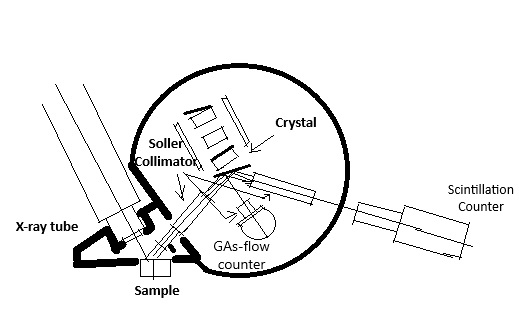 Crystal
Soller
Collimator
Scintillation
Counter
X-ray tube
GAs-flow
counter
Sample